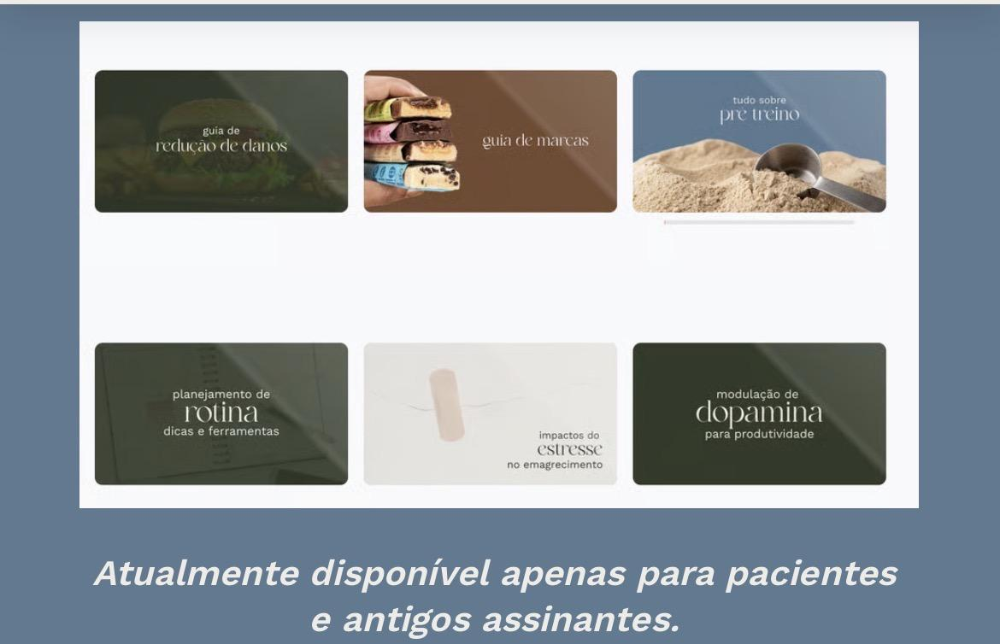 guia de
redução de danos
guia de marcas
tudo sobre
pré treino
planejamento de
rotina
dicas e ferramentas
impactos do
estresse
no emagrecimento
modulação de
dopamina
para produtividade
Atualmente disponível apenas para pacientes
e antigos assinantes.